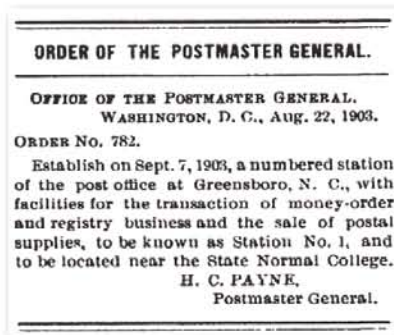 ORDER OF THE POSTMASTER GENERAL.
OFFICE OF THE POSTMASTER GENERAL.
WASHINGTON, D. C., Aug. 22, 1903.
ORDER NO. 782.
Establish on Sept. 7, 1903, a numbered station
of the post office at Greensboro, N. C., with
facilities for the transaction of money-order
and registry business and the sale of postal
supplies, to be known as Station No. 1, and
to be located near the State Normal College.
H. C. PAYNE,
Postmaster General.